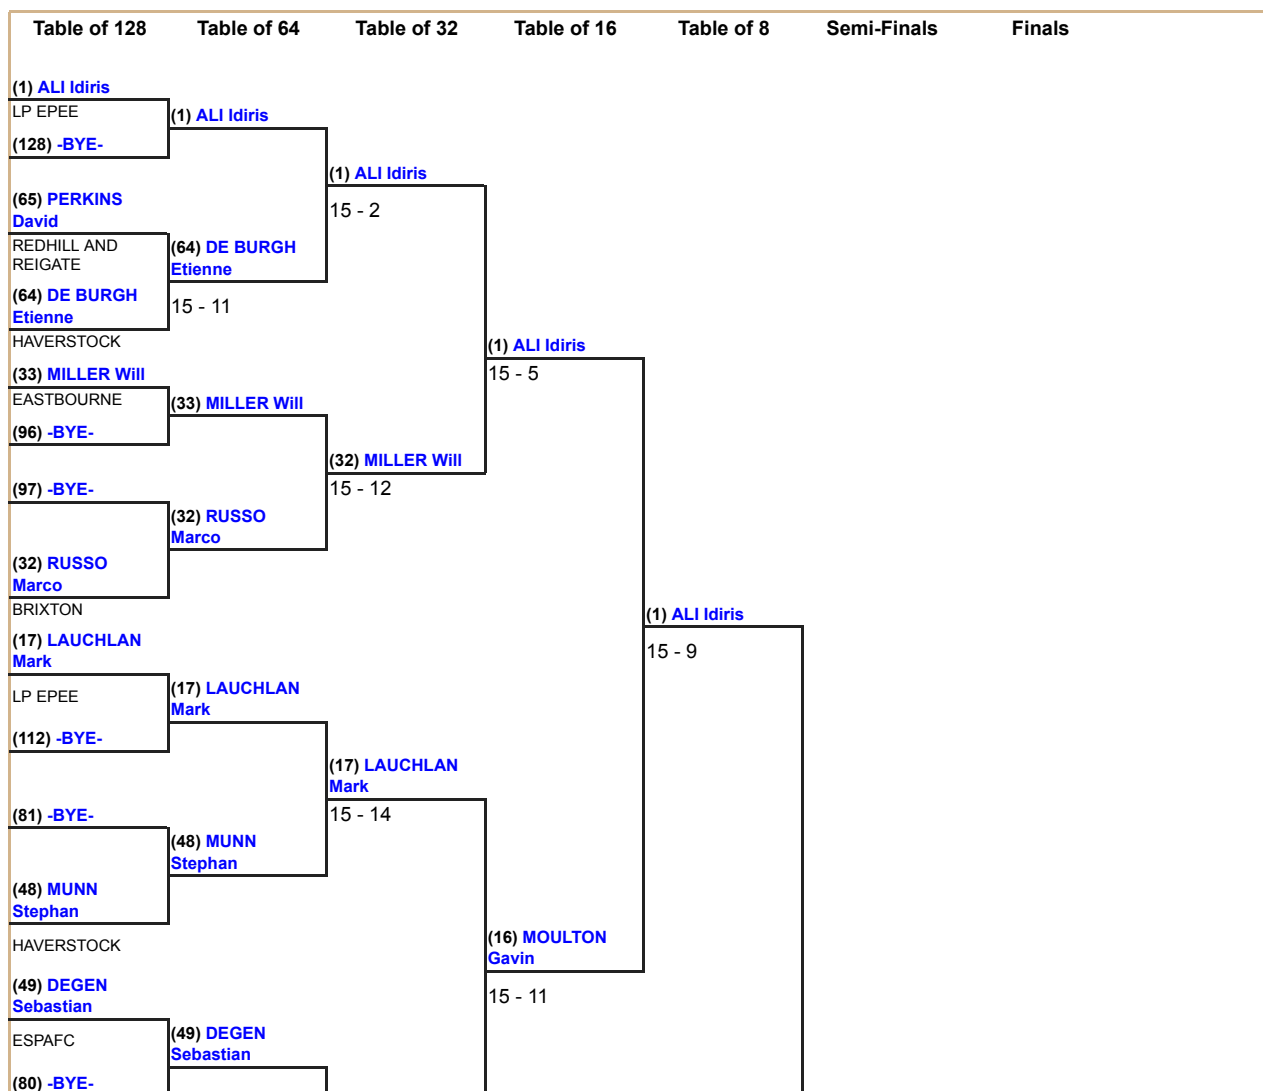 Table of 128 Table of 64 Table of 32 Table of 16 Table of 8 Semi-Finals Finals
(1) ALI Idiris
LP EPEE
(1) ALI Idiris
(128) -BYE-
(1) ALI Idiris
(65) PERKINS
David
15 - 2
REDHILL AND
REIGATE
(64) DE BURGH
Etienne
(64) DE BURGH
Etienne
15 - 11
HAVERSTOCK
(1) ALI Idiris
(33) MILLER Will
15 - 5
EASTBOURNE
(33) MILLER Will
(96) -BYE-
(32) MILLER Will
(97) -BYE-
15 - 12
(32) RUSSO
Marco
(32) RUSSO
Marco
BRIXTON
(1) ALI Idiris
(17) LAUCHLAN
Mark
15 - 9
LP EPEE
(17) LAUCHLAN
Mark
(112) -BYE-
(17) LAUCHLAN
Mark
(81) -BYE-
15 - 14
(48) MUNN
Stephan
(48) MUNN
Stephan
HAVERSTOCK
(16) MOULTON
Gavin
(49) DEGEN
Sebastian
15 - 11
ESPAFC
(49) DEGEN
Sebastian
(80) -BYE-